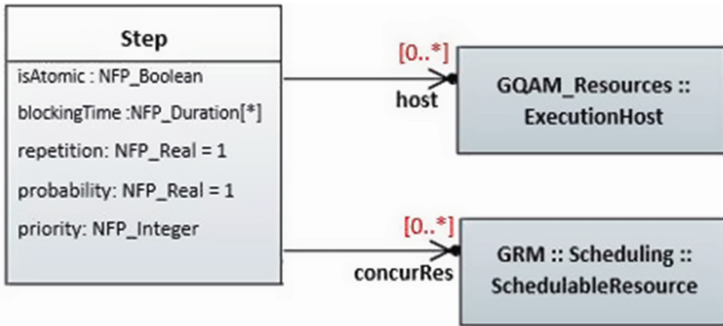 Step
isAtomic : NFP_Boolean
blockingTime :NFP_Duration[*]
repetition: NFP_Real = 1
probability: NFP_Real = 1
priority: NFP_Integer
[0..*]
host
GQAM_Resources ::
ExecutionHost
[0..*]
concurRes
GRM :: Scheduling ::
SchedulableResource